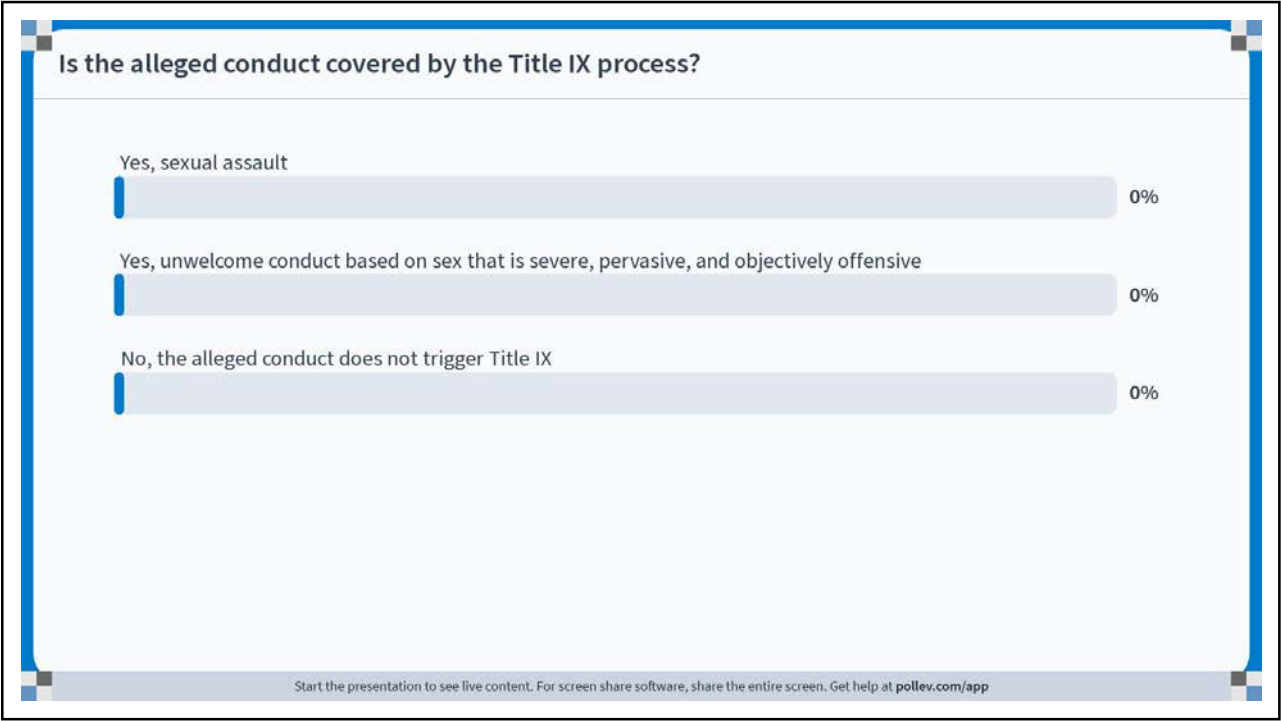 Is the alleged conduct covered by the Title IX process?
Yes, sexual assault
0%
Yes, unwelcome conduct based on sex that is severe, pervasive, and objectively offensive
0%
No, the alleged conduct does not trigger Title IX
0%
Start the presentation to see live content. For screen share software, share the entire screen. Get help at pollev.com/app